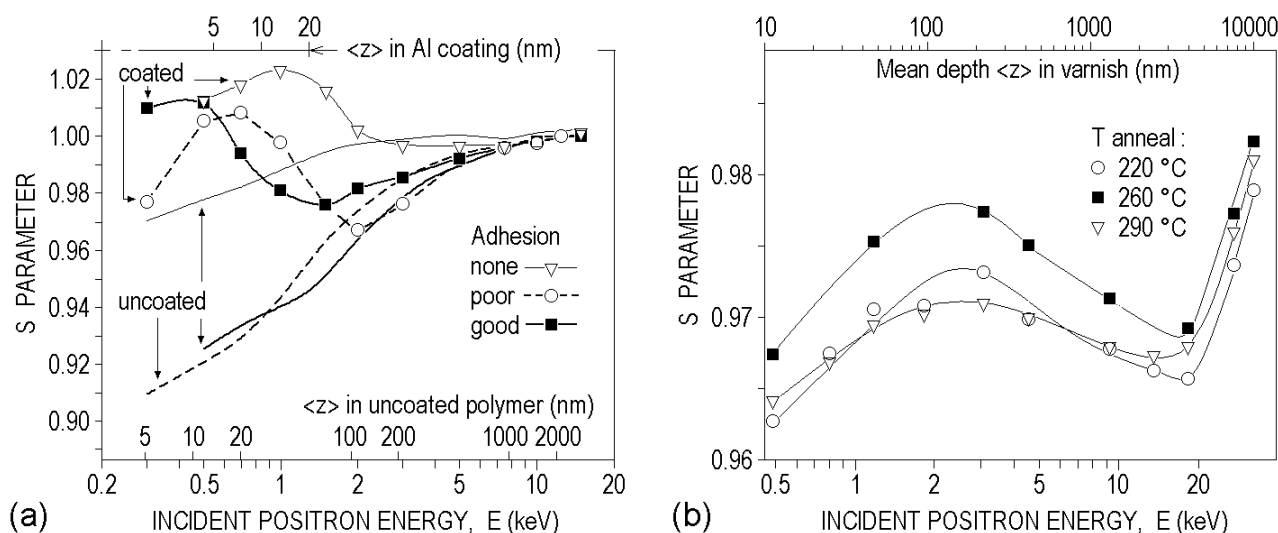 5 10 20
<z> in Al coating (nm)
coated
1.02
1.00
0.98
0.96
0.94
0.92
0.90
S PARAMETER
uncoated
Adhesion
none
poor
good
<z> in uncoated polymer (nm)
5 10 20 100 200 1000 2000
0.2 0.5 1 2 5 10 20
(a) INCIDENT POSITRON ENERGY, E (keV)
10 100 1000 10000
Mean depth <z> in varnish (nm)
T anneal :
220 °C
260 °C
290 °C
0.98
0.97
0.96
S PARAMETER
0.5 1 2 5 10 20
(b) INCIDENT POSITRON ENERGY, E (keV)